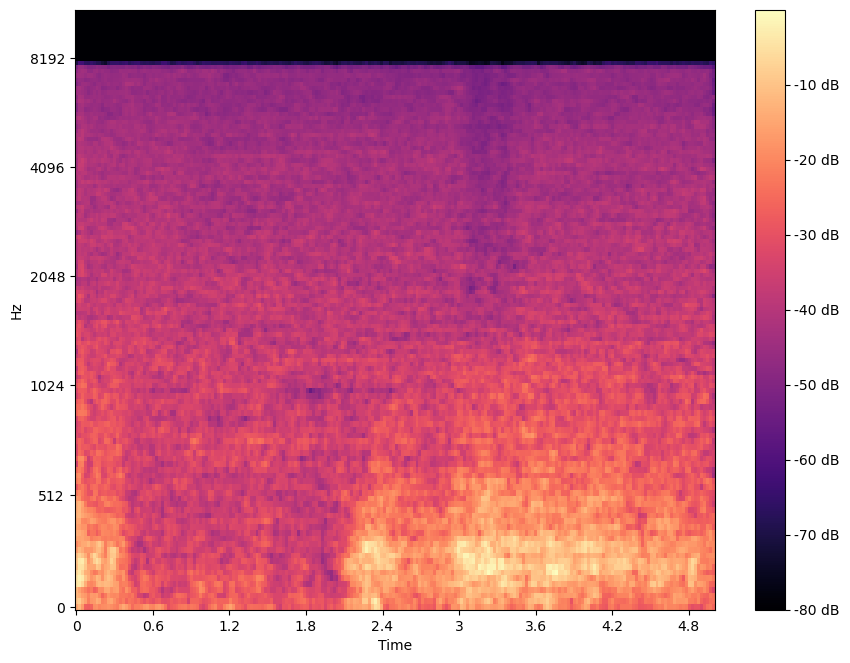 8192
4096
2048
1024
512
0
Hz
0 0.6 1.2 1.8 2.4 3 3.6 4.2 4.8
Time
-10 dB
-20 dB
-30 dB
-40 dB
-50 dB
-60 dB
-70 dB
-80 dB